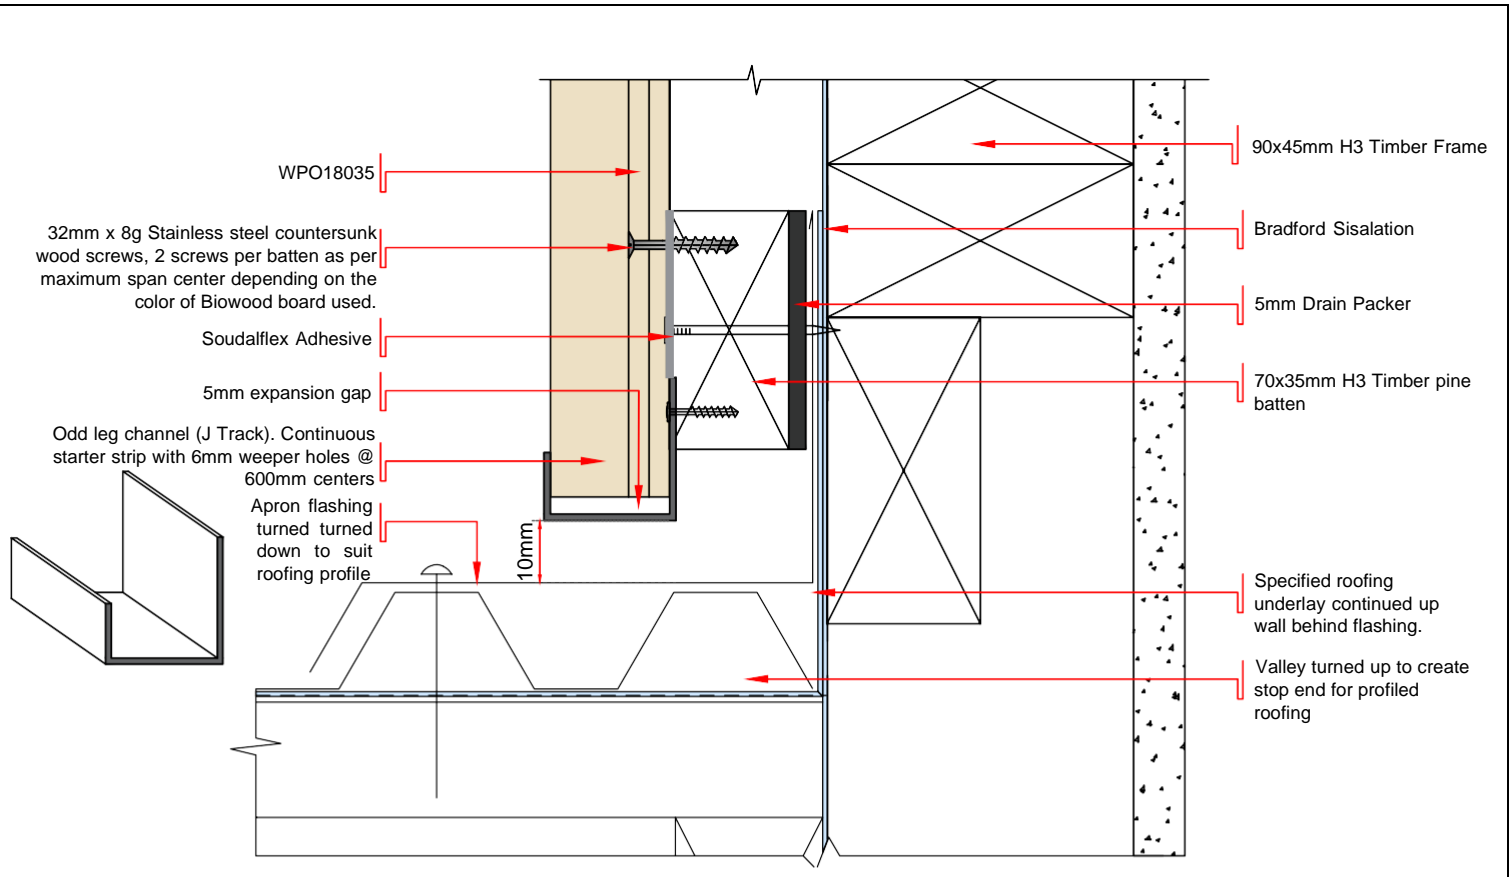 WPO18035
32mm x 8g Stainless steel countersunk
wood screws, 2 screws per batten as per
maximum span center depending on the
color of Biowood board used.
Soudalflex Adhesive
5mm expansion gap
Odd leg channel (J Track). Continuous
starter strip with 6mm weeper holes @
600mm centers
Apron flashing
turned turned
down to suit
roofing profile
10mm
90x45mm H3 Timber Frame
Bradford Sisalation
5mm Drain Packer
70x35mm H3 Timber pine
batten
Specified roofing
underlay continued up
wall behind flashing.
Valley turned up to create
stop end for profiled
roofing